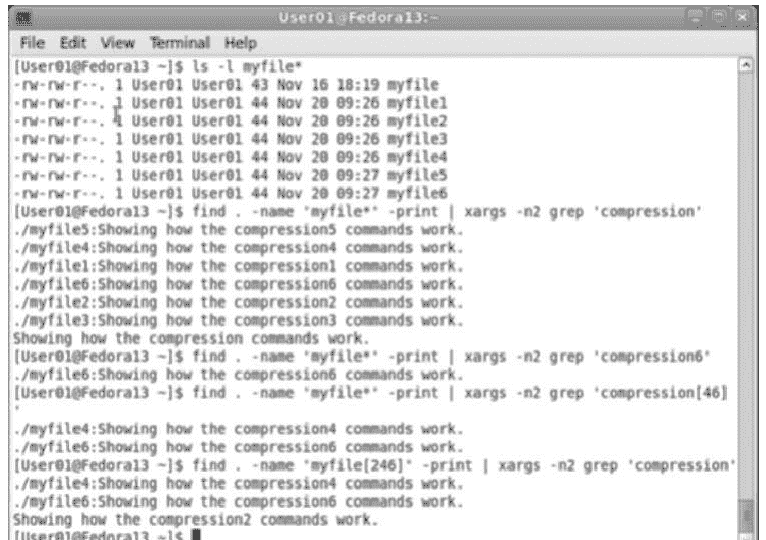 User01@Fedora13:~
File Edit View Terminal Help
[User01@Fedora13 ~]$ ls -l myfile*
-rw-rw-r--. 1 User01 User01 43 Nov 16 18:19 myfile
-rw-rw-r--. 1 User01 User01 44 Nov 20 09:26 myfile1
-rw-rw-r--. 1 User01 User01 44 Nov 20 09:26 myfile2
-rw-rw-r--. 1 User01 User01 44 Nov 20 09:26 myfile3
-rw-rw-r--. 1 User01 User01 44 Nov 20 09:26 myfile4
-rw-rw-r--. 1 User01 User01 44 Nov 20 09:27 myfile5
-rw-rw-r--. 1 User01 User01 44 Nov 20 09:27 myfile6
[User01@Fedora13 ~]$ find . -name 'myfile*' -print | xargs -n2 grep 'compression'
./myfile5:Showing how the compression5 commands work.
./myfile4:Showing how the compression4 commands work.
./myfile1:Showing how the compression1 commands work.
./myfile6:Showing how the compression6 commands work.
./myfile2:Showing how the compression2 commands work.
./myfile3:Showing how the compression3 commands work.
Showing how the compression commands work.
[User01@Fedora13 ~]$ find . -name 'myfile*' -print | xargs -n2 grep 'compression6'
./myfile6:Showing how the compression6 commands work.
[User01@Fedora13 ~]$ find . -name 'myfile*' -print | xargs -n2 grep 'compression[46]
'
./myfile4:Showing how the compression4 commands work.
./myfile6:Showing how the compression6 commands work.
[User01@Fedora13 ~]$ find . -name 'myfile[246]' -print | xargs -n2 grep 'compression'
./myfile4:Showing how the compression4 commands work.
./myfile6:Showing how the compression6 commands work.
Showing how the compression2 commands work.
[User01@Fedora13 ~]$